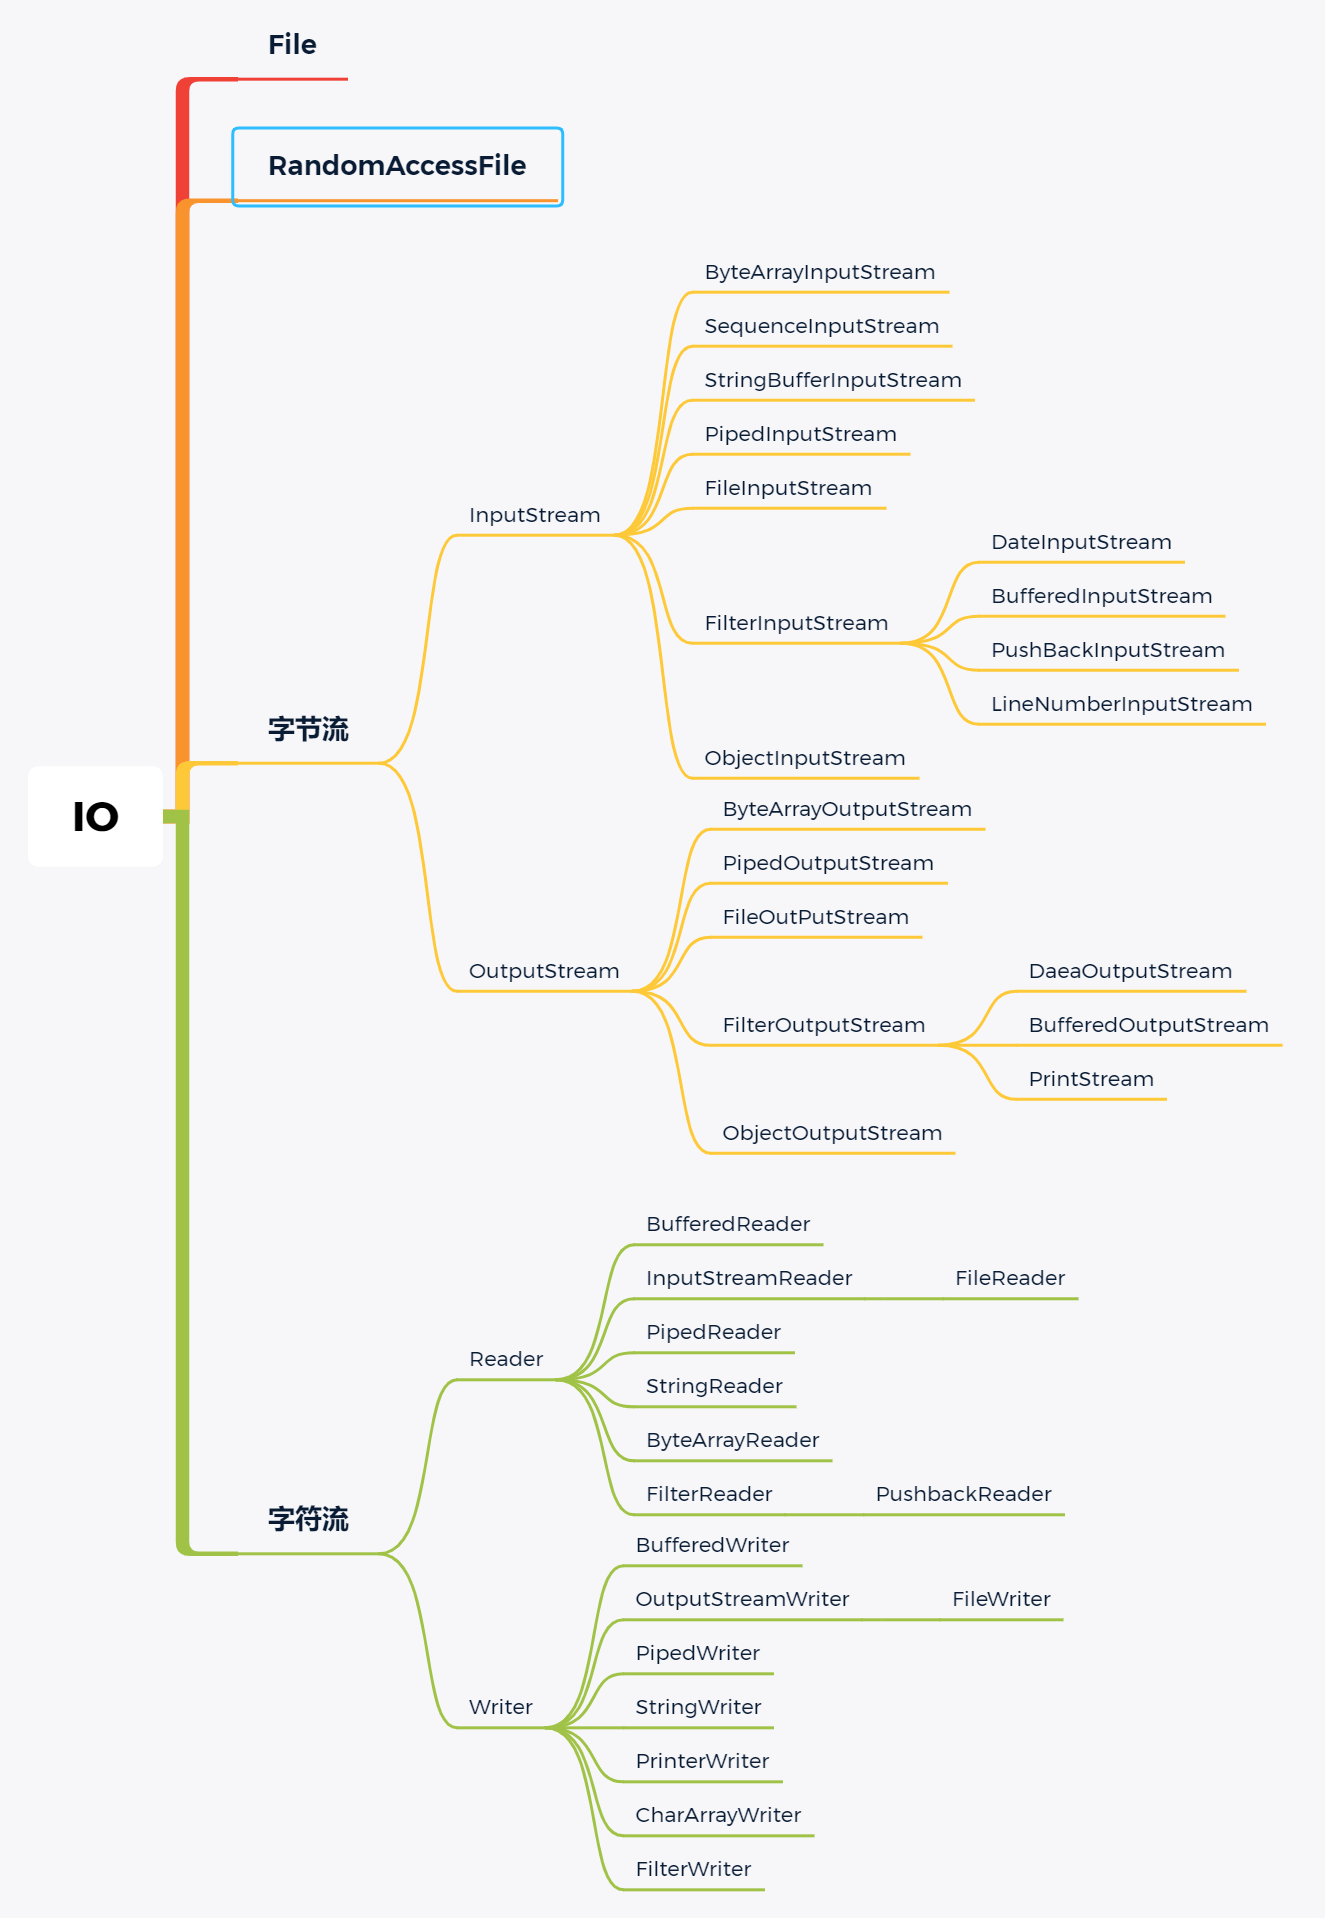 File
RandomAccessFile
ByteArrayInputStream
SequenceInputStream
StringBufferInputStream
PipedInputStream
FileInputStream
InputStream
DateInputStream
BufferedInputStream
FilterInputStream
PushBackInputStream
LineNumberInputStream
字节流
ObjectInputStream
IO
ByteArrayOutputStream
PipedOutputStream
FileOutPutStream
OutputStream
DaeaOutputStream
FilterOutputStream
BufferedOutputStream
PrintStream
ObjectOutputStream
BufferedReader
InputStreamReader
FileReader
PipedReader
Reader
StringReader
ByteArrayReader
FilterReader
PushbackReader
字符流
BufferedWriter
OutputStreamWriter
FileWriter
PipedWriter
Writer
StringWriter
PrinterWriter
CharArrayWriter
FilterWriter